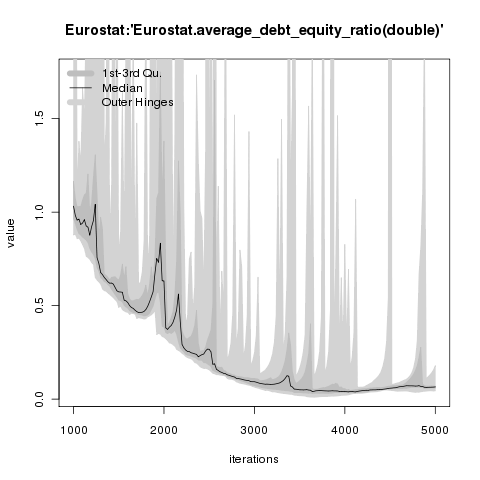 Eurostat:'Eurostat.average_debt_equity_ratio(double)'
1st-3rd Qu.
Median
Outer Hinges
value
1.5
1.0
0.5
0.0
1000 2000 3000 4000 5000
iterations